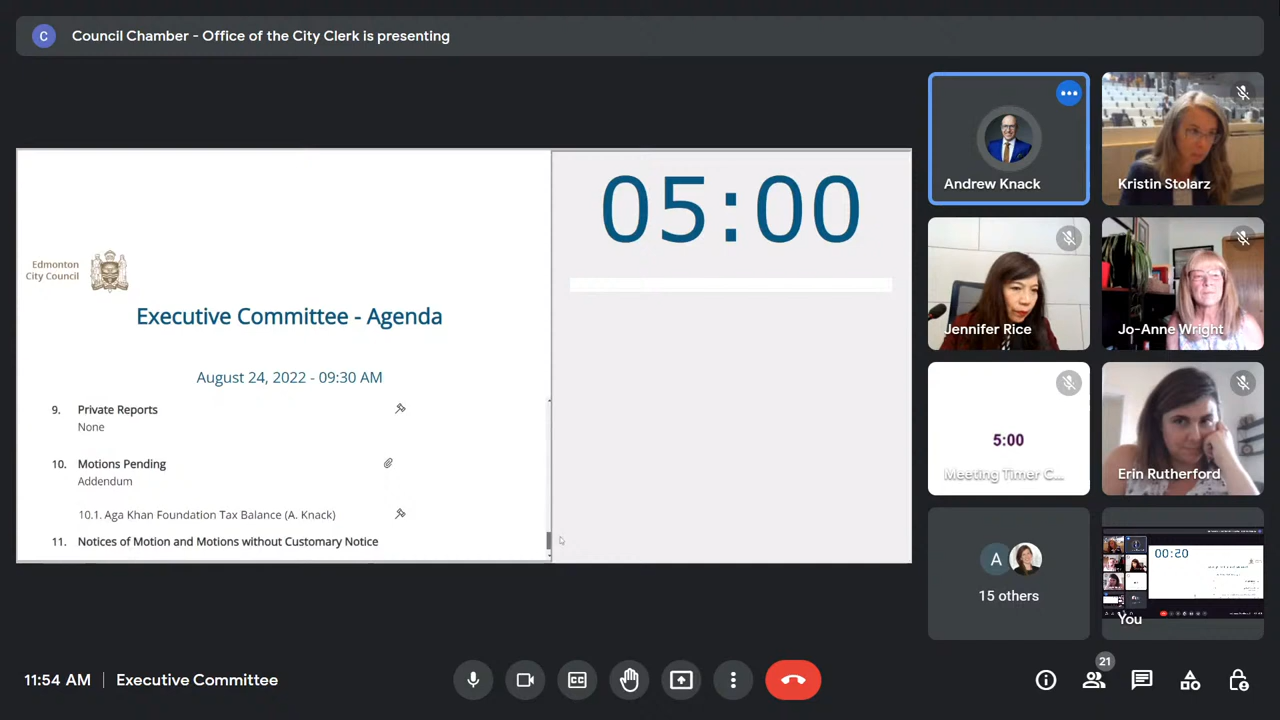 C
Council Chamber - Office of the City Clerk is presenting
Edmonton
City Council
Executive Committee - Agenda
August 24, 2022 - 09:30 AM
9. Private Reports
None
10. Motions Pending
Addendum
10.1. Aga Khan Foundation Tax Balance (A. Knack)
11. Notices of Motion and Motions without Customary Notice
05:00
Andrew Knack
Kristin Stolarz
Jennifer Rice
Jo-Anne Wright
5:00
Meeting Timer C...
Erin Rutherford
A
15 others
00:50
You
11:54 AM | Executive Committee
21